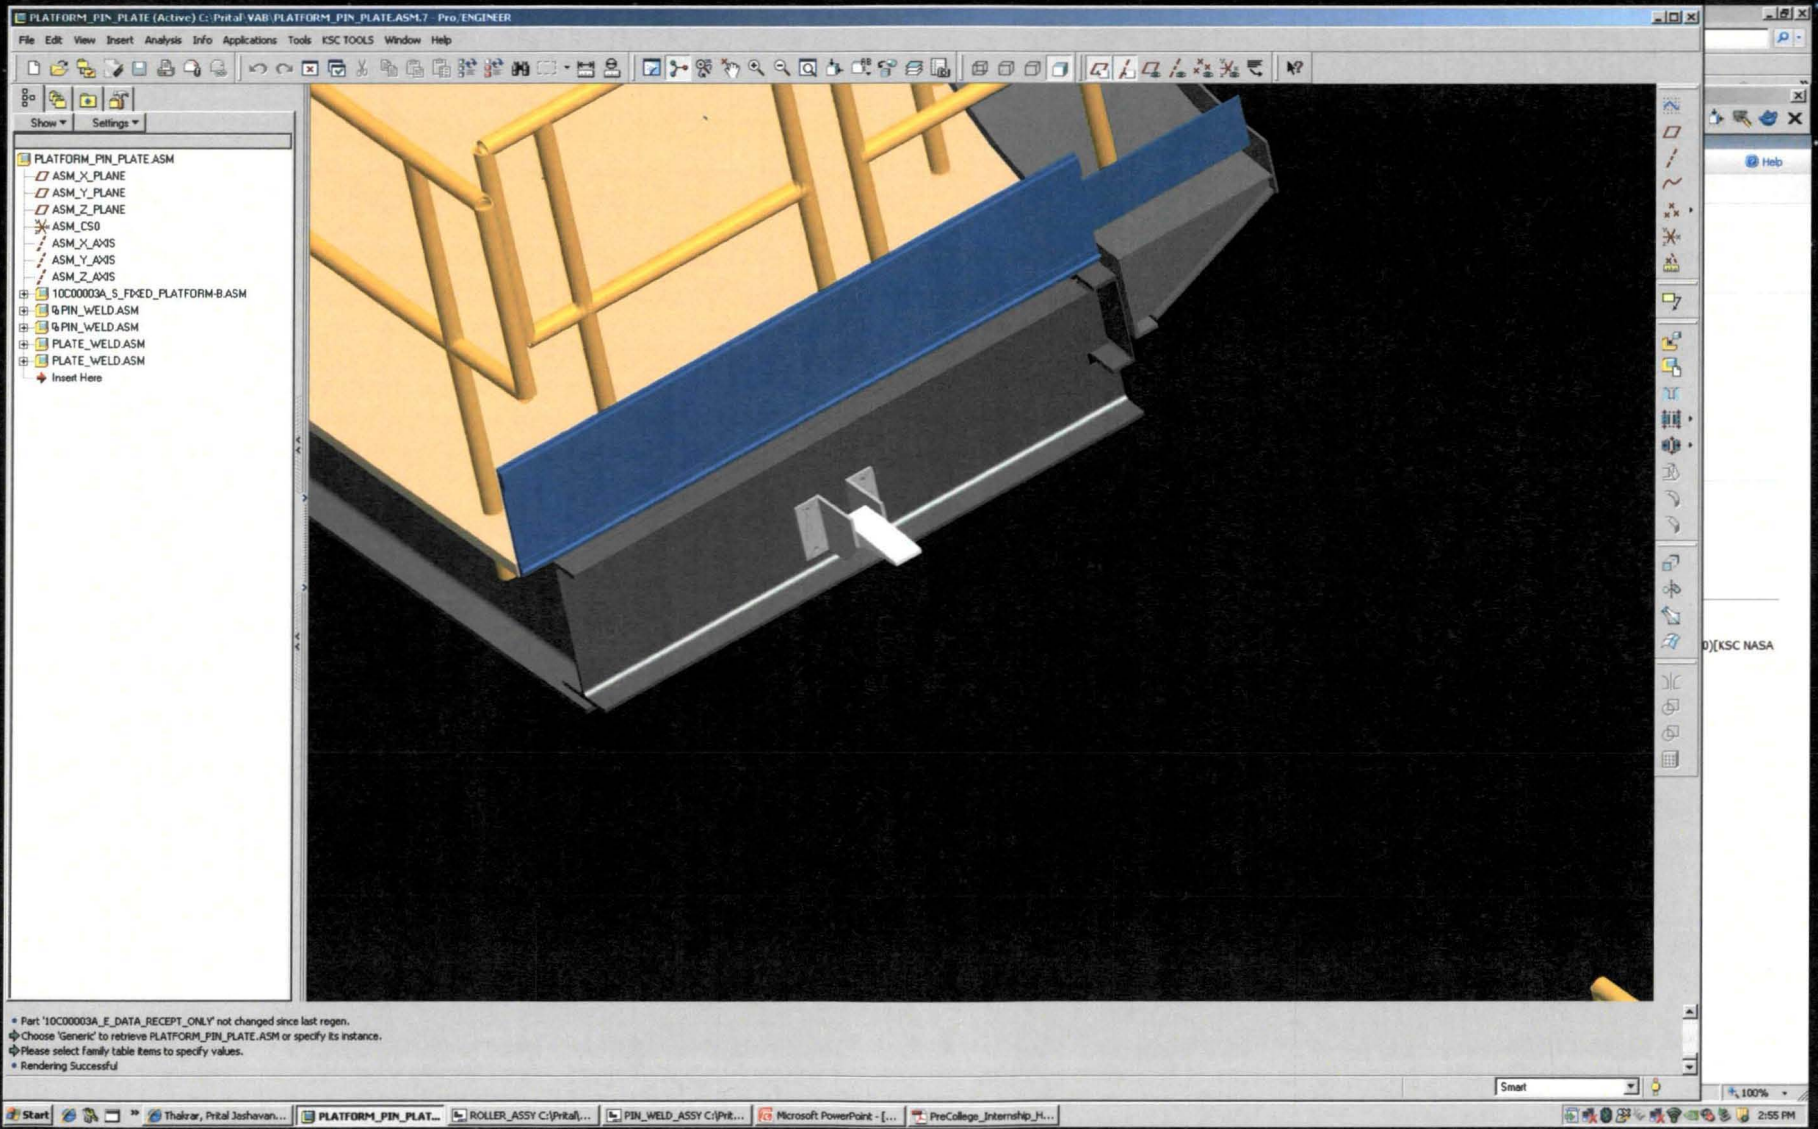 PLATFORM_PIN_PLATE (Active) C:\Prital\VAB\PLATFORM_PIN_PLATE.ASM.7 - Pro/ENGINEER
File Edit View Insert Analysis Info Applications Tools KSC TOOLS Window Help
Show Settings
PLATFORM_PIN_PLATE.ASM
ASM_X_PLANE
ASM_Y_PLANE
ASM_Z_PLANE
ASM_CS0
ASM_X_AXIS
ASM_Y_AXIS
ASM_Z_AXIS
10C00003A_S_FIXED_PLATFORM-B.ASM
PIN_WELD.ASM
PIN_WELD.ASM
PLATE_WELD.ASM
PLATE_WELD.ASM
Insert Here
Help
0)[KSC NASA
Part '10C00003A_E_DATA_RECEPT_ONLY' not changed since last regen.
Choose 'Generic' to retrieve PLATFORM_PIN_PLATE.ASM or specify its instance.
Please select family table items to specify values.
Rendering Successful
Smart
100%
Start Thakrar, Prital Jashavan... PLATFORM_PIN_PLAT... ROLLER_ASSY C:\Prital\... PIN_WELD_ASSY C:\Prit... Microsoft PowerPoint - [... PreCollege_Internship_H... 2:55 PM